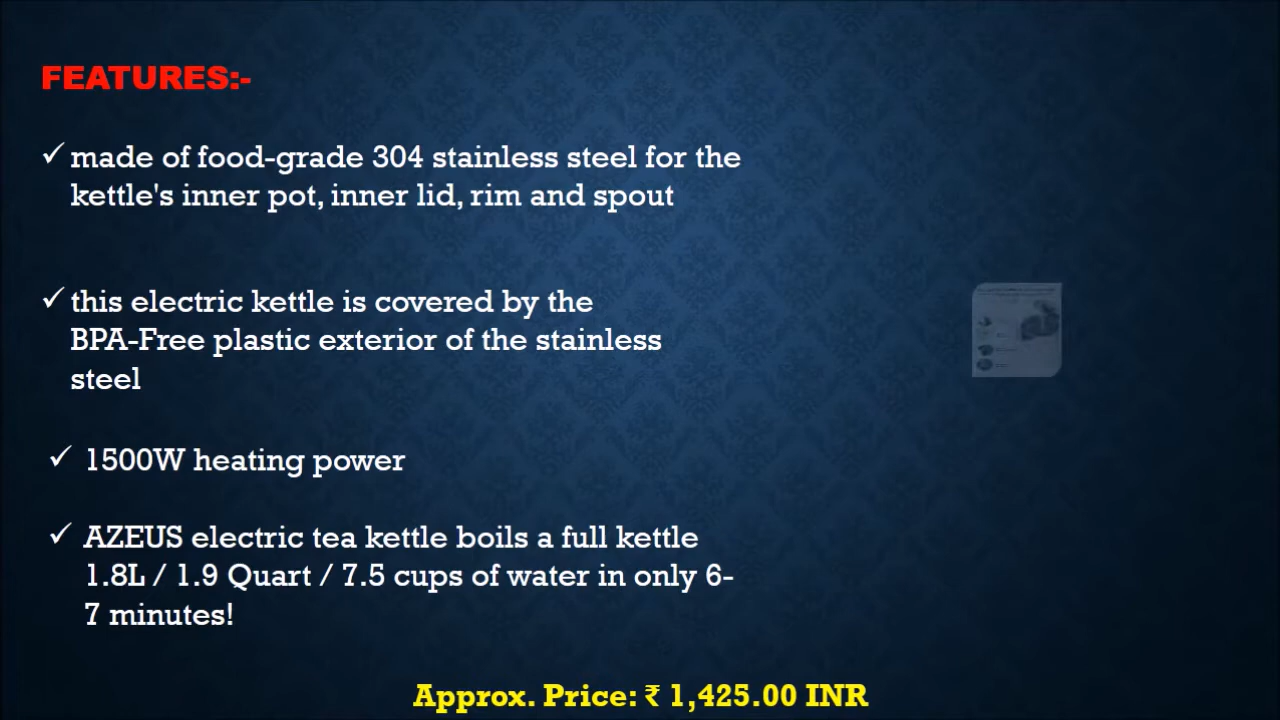 FEATURES:-
✓ made of food-grade 304 stainless steel for the
kettle's inner pot, inner lid, rim and spout
✓ this electric kettle is covered by the
BPA-Free plastic exterior of the stainless
steel
✓ 1500W heating power
✓ AZEUS electric tea kettle boils a full kettle
1.8L / 1.9 Quart / 7.5 cups of water in only 6-
7 minutes!
Approx. Price: ₹ 1,425.00 INR